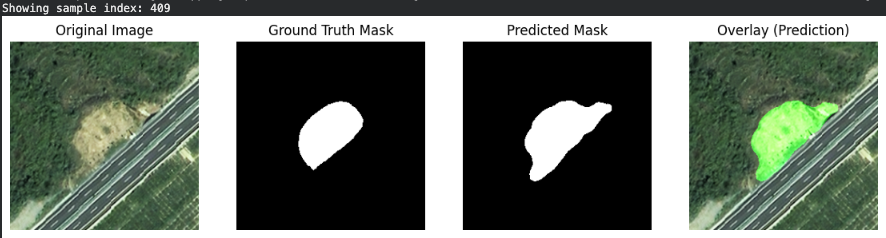 Showing sample index: 409
Original Image
Ground Truth Mask
Predicted Mask
Overlay (Prediction)